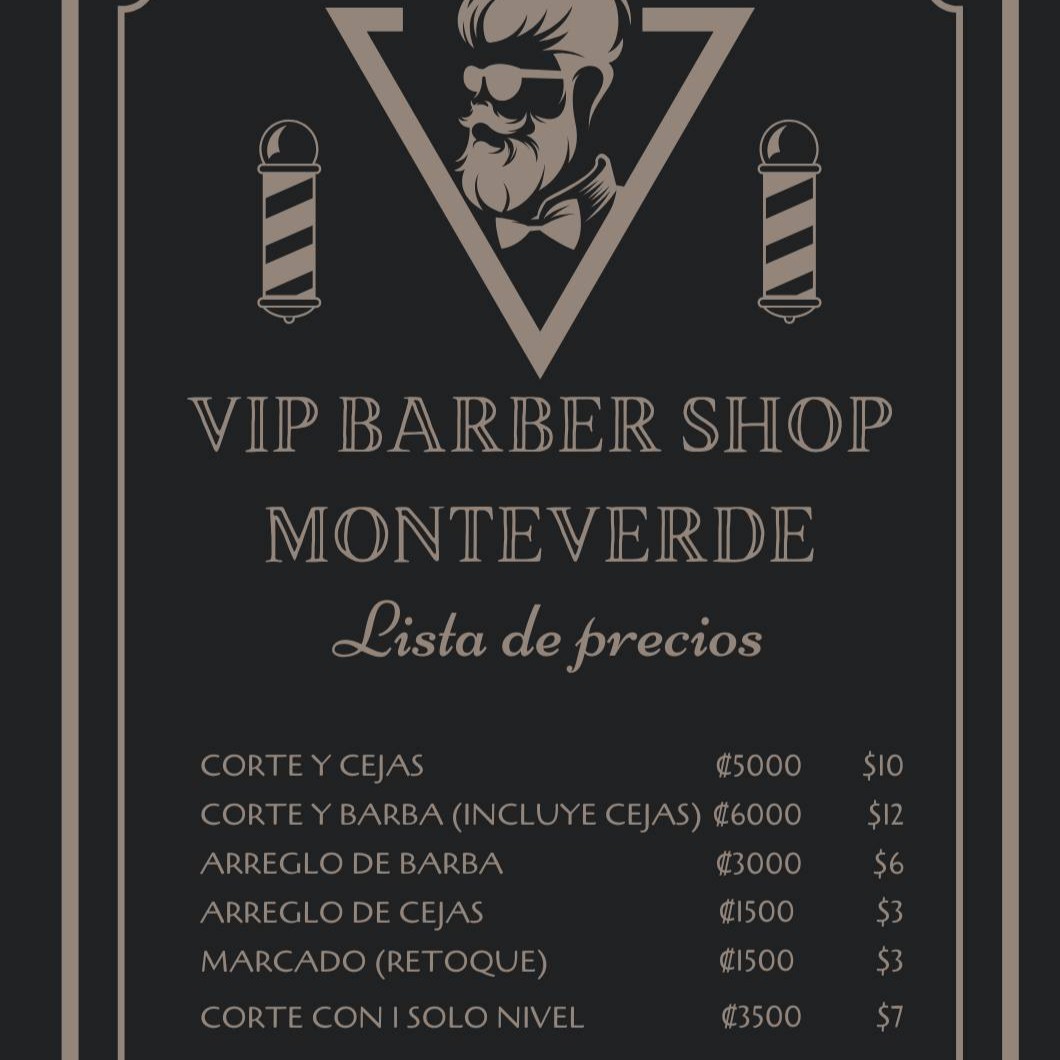 VIP BARBER SHOP
MONTEVERDE
Lista de precios
CORTE Y CEJAS ₡5000 $10
CORTE Y BARBA (INCLUYE CEJAS) ₡6000 $12
ARREGLO DE BARBA ₡3000 $6
ARREGLO DE CEJAS ₡1500 $3
MARCADO (RETOQUE) ₡1500 $3
CORTE CON 1 SOLO NIVEL ₡3500 $7